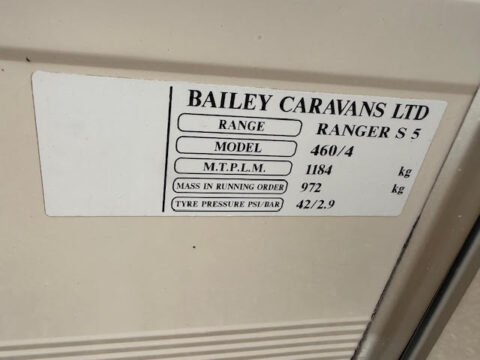 BAILEY CARAVANS LTD
RANGE RANGER S 5
MODEL 460/4
M.T.P.L.M. 1184 kg
MASS IN RUNNING ORDER 972 kg
TYRE PRESSURE PSI/BAR 42/2.9